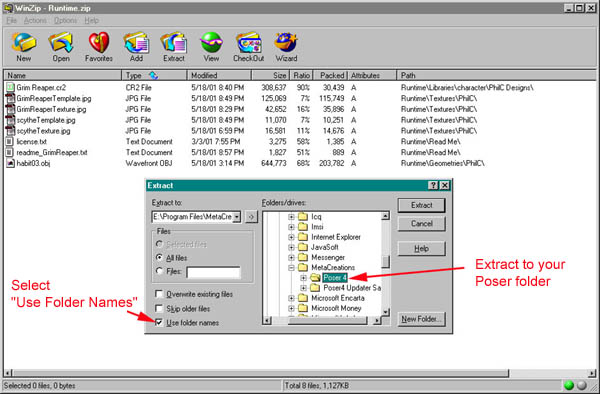 WinZip - Runtime.zip
File Actions Options Help
New Open Favorites Add Extract View CheckOut Wizard
Name Type Modified Size Ratio Packed Attributes Path
Grim Reaper.cr2 CR2 File 5/18/01 8:40 PM 308,637 90% 30,439 A Runtime\Libraries\character\PhilC Designs\
GrimReaperTemplate.jpg JPG File 5/18/01 8:40 PM 125,069 7% 115,749 A Runtime\Textures\PhilC\
GrimReaperTexture.jpg JPG File 5/18/01 8:57 PM 42,652 16% 35,896 A Runtime\Textures\PhilC\
scytheTemplate.jpg JPG File 5/18/01 8:49 PM 11,070 7% 10,251 A Runtime\Textures\PhilC\
scytheTexture.jpg JPG File 5/18/01 6:59 PM 16,581 11% 14,676 A Runtime\Textures\PhilC\
license.txt Text Document 3/3/01 7:55 PM 3,275 58% 1,385 A Runtime\Read Me\
readme_GrimReaper.txt Text Document 5/18/01 8:57 PM 1,827 51% 889 A Runtime\Read Me\
habit03.obj Wavefront OBJ 5/18/01 3:14 PM 644,773 68% 203,782 A Runtime\Geometries\PhilC\
Extract
Extract to:
E:\Program Files\MetaCrea
Files
Selected files
All files
Files:
Overwrite existing files
Skip older files
Use folder names
Folders/drives:
Icq
Imsi
Internet Explorer
JavaSoft
Messenger
MetaCreations
Poser 4
Poser4 Updater Sa
Microsoft Encarta
Microsoft Money
Extract
Cancel
Help
New Folder...
Select
"Use Folder Names"
Extract to your
Poser folder
Selected 0 files, 0 bytes
Total 8 files, 1,127KB